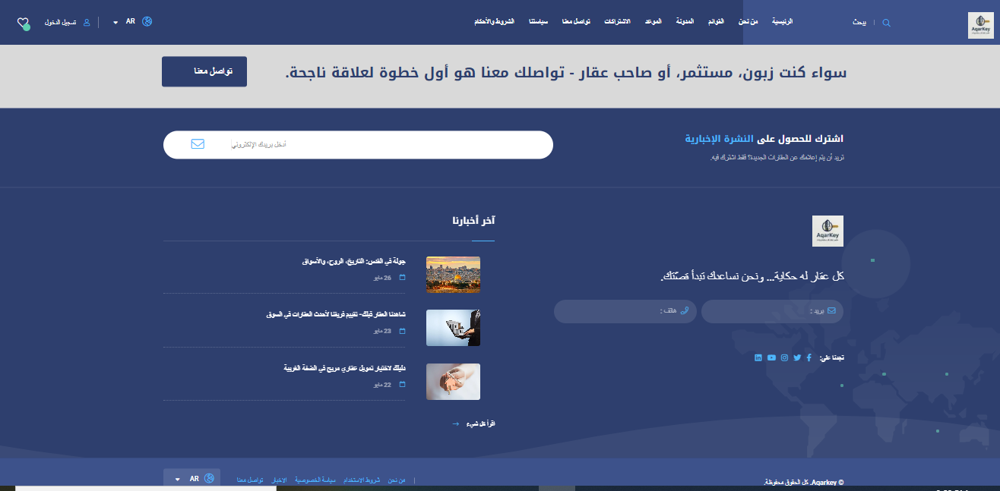 AqarKey
يبحث
الرئيسية
من نحن
القوائم
المدونة
الموعد
الاشتراكات
تواصل معنا
سياستنا
الشروط والأحكام
AR
تسجيل الدخول
سواء كنت زبون، مستثمر، أو صاحب عقار - تواصلك معنا هو أول خطوة لعلاقة ناجحة.
تواصل معنا
اشترك للحصول على النشرة الإخبارية
تريد أن يتم إعلامك عن العقارات الجديدة؟ فقط اشترك فيه.
أدخل بريدك الإلكتروني
AqarKey
كل عقار له حكاية... ونحن نساعدك تبدأ قصتك.
بريد :
هاتف :
تجدنا على:
آخر أخبارنا
جولة في القدس: التاريخ، الروح، والأسواق
26 مايو
شاهدنا العقار قبلك- تقييم فريقنا لأحدث العقارات في السوق
23 مايو
دليلك لاختيار تمويل عقاري مريح في الضفة الغربية
22 مايو
اقرأ كل شيء
© Aqarkey. كل الحقوق محفوظة.
من نحن
شروط الاستخدام
سياسة الخصوصية
الاخبار
تواصل معنا
AR